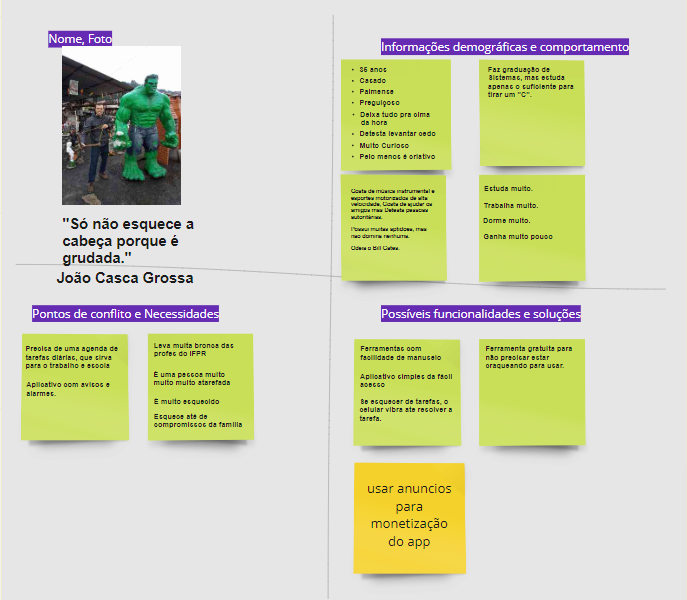 Nome, Foto
"Só não esquece a
cabeça porque é
grudada."
João Casca Grossa
Informações demográficas e comportamento
• 36 anos
• Casado
• Palmense
• Preguiçoso
• Deixa tudo pra cima
da hora
• Detesta levantar cedo
• Muito Curioso
• Pelo menos é criativo
Faz graduação de
Sistemas, mas estuda
apenas o suficiente para
tirar um "C".
Gosta de música instrumental e
esportes motorizados de alta
velocidade, Gosta de ajudar os
amigos mas Detesta pessoas
autoritárias.
Possui muitas aptidões, mas
não domina nenhuma.
Odeia o Bill Gates.
Estuda muito.
Trabalha muito.
Dorme muito.
Ganha muito pouco
Pontos de conflito e Necessidades
Precisa de uma agenda de
tarefas diárias, que sirva
para o trabalho e escola
Aplicativo com avisos e
alarmes.
Leva muita bronca das
profes do IFPR
É uma pessoa muito
muito muito atarefada
É muito esquecido
Esquece até de
compromissos da família
Possíveis funcionalidades e soluções
Ferramentas com
facilidade de manuseio
Aplicativo simples da fácil
acesso
Se esquecer de tarefas, o
celular vibra ate resolver a
tarefa.
Ferramenta gratuita para
não precisar estar
craqueando para usar.
usar anuncios
para
monetização
do app